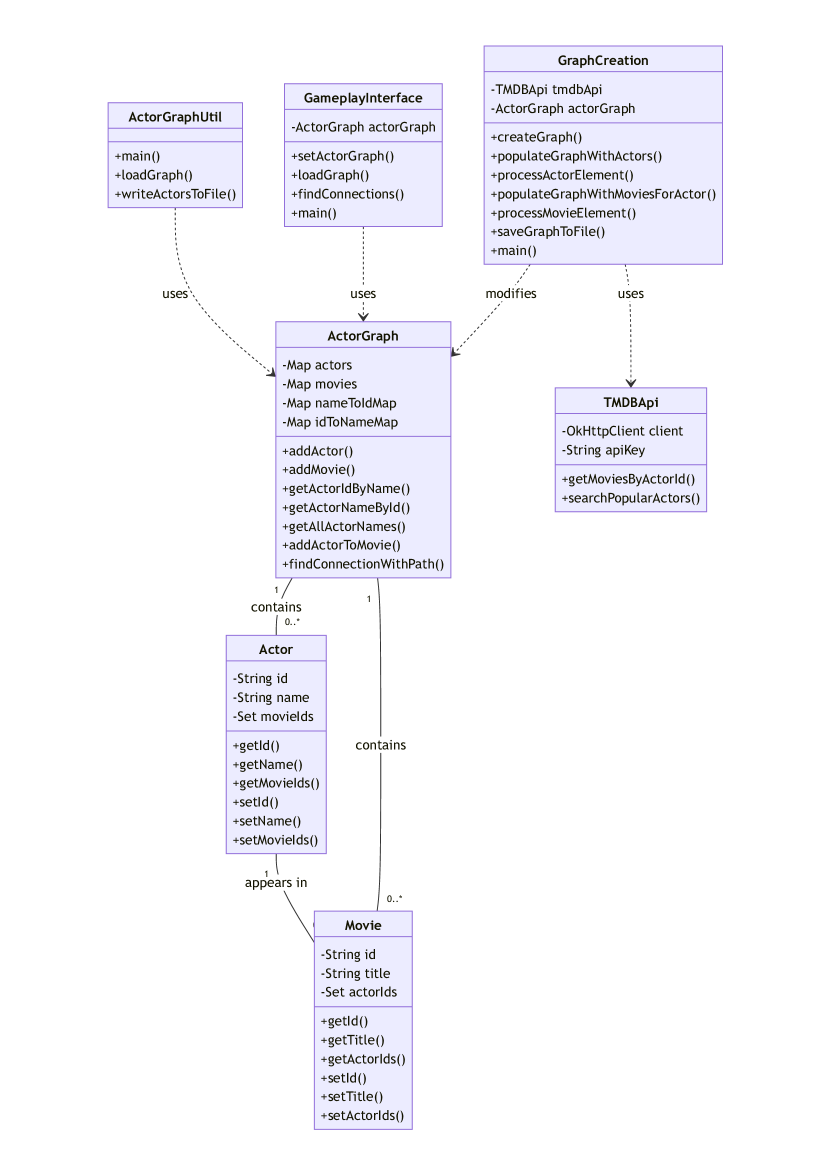 GraphCreation
-TMDBApi tmdbApi
-ActorGraph actorGraph
+createGraph()
+populateGraphWithActors()
+processActorElement()
+populateGraphWithMoviesForActor()
+processMovieElement()
+saveGraphToFile()
+main()
GameplayInterface
-ActorGraph actorGraph
+setActorGraph()
+loadGraph()
+findConnections()
+main()
ActorGraphUtil
+main()
+loadGraph()
+writeActorsToFile()
uses
uses
modifies
uses
ActorGraph
-Map actors
-Map movies
-Map nameToIdMap
-Map idToNameMap
+addActor()
+addMovie()
+getActorIdByName()
+getActorNameById()
+getAllActorNames()
+addActorToMovie()
+findConnectionWithPath()
TMDBApi
-OkHttpClient client
-String apiKey
+getMoviesByActorId()
+searchPopularActors()
1
contains
0..*
1
contains
0..*
Actor
-String id
-String name
-Set movieIds
+getId()
+getName()
+getMovieIds()
+setId()
+setName()
+setMovieIds()
1
appears in
Movie
-String id
-String title
-Set actorIds
+getId()
+getTitle()
+getActorIds()
+setId()
+setTitle()
+setActorIds()